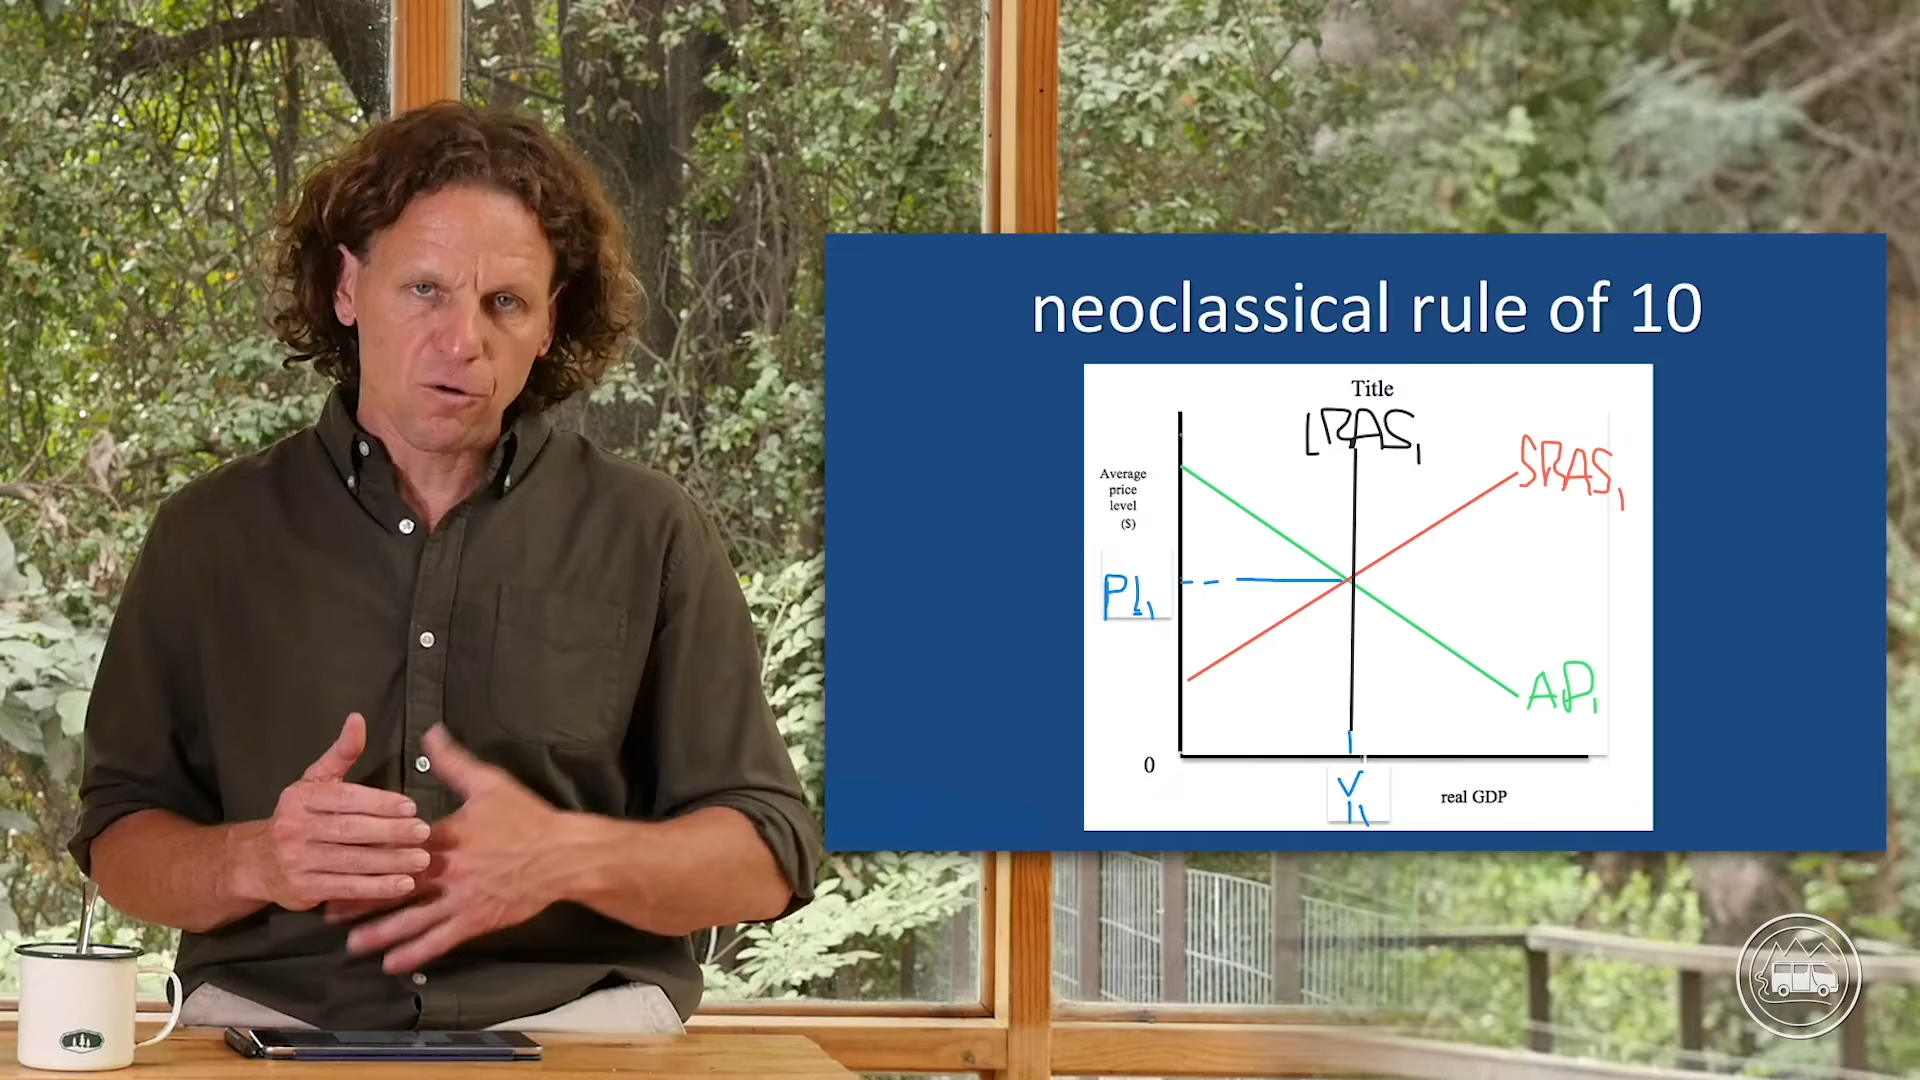 neoclassical rule of 10
Title
LRAS1
SRAS1
Average
price
level
($)
PL1
AD1
0
Y1
real GDP